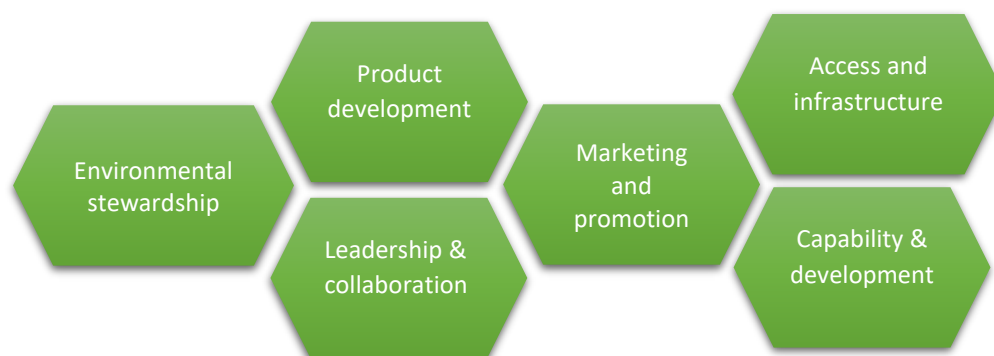 Environmental
stewardship
Product
development
Leadership &
collaboration
Marketing
and
promotion
Access and
infrastructure
Capability &
development